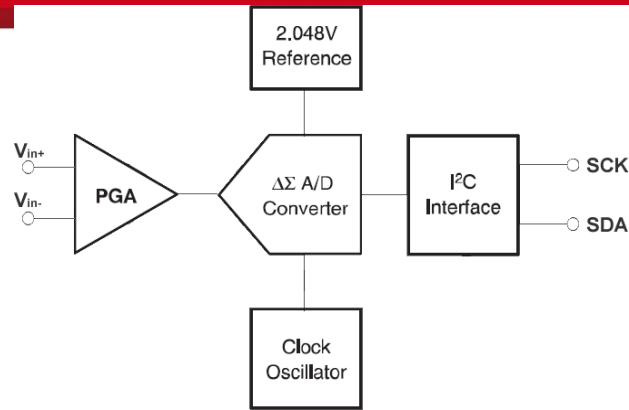 2.048V
Reference
Vin+
Vin-
PGA
ΔΣ A/D
Converter
I²C
Interface
SCK
SDA
Clock
Oscillator